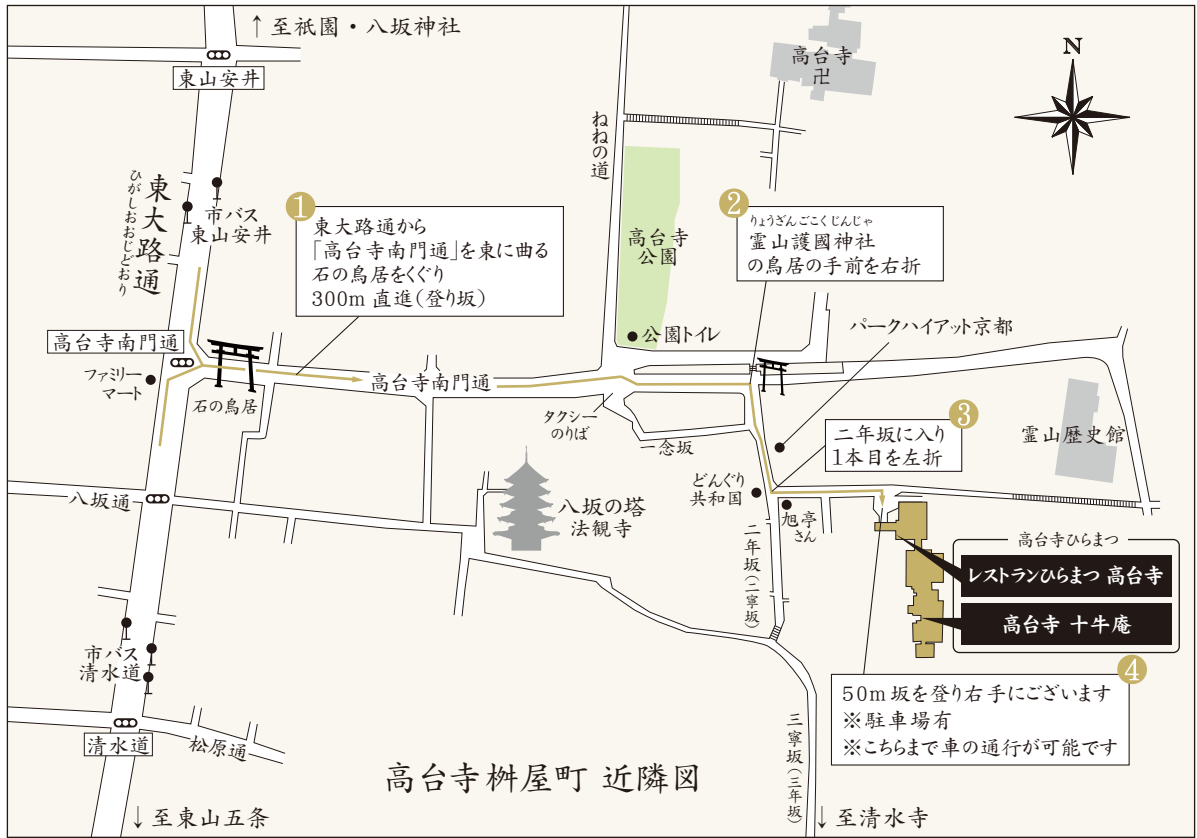 ↑至祇園・八坂神社
東山安井
高台寺
卍
N
ねねの道
ひがしおおじどおり
東大路通
市バス
東山安井
1
東大路通から
「高台寺南門通」を東に曲る
石の鳥居をくぐり
300m 直進(登り坂)
2
りょうざんごこくじんじゃ
霊山護國神社
の鳥居の手前を右折
高台寺
公園
公園トイレ
パークハイアット京都
高台寺南門通
ファミリー
マート
石の鳥居
高台寺南門通
タクシー
のりば
一念坂
3
二年坂に入り
1本目を左折
霊山歴史館
八坂通
八坂の塔
法観寺
どんぐり
共和国
旭亭
さん
二年坂(二寧坂)
高台寺ひらまつ
レストランひらまつ 高台寺
高台寺 十牛庵
市バス
清水道
4
50m坂を登り右手にございます
※駐車場有
※こちらまで車の通行が可能です
清水道
松原通
三寧坂(三年坂)
高台寺桝屋町 近隣図
↓至東山五条
↓至清水寺